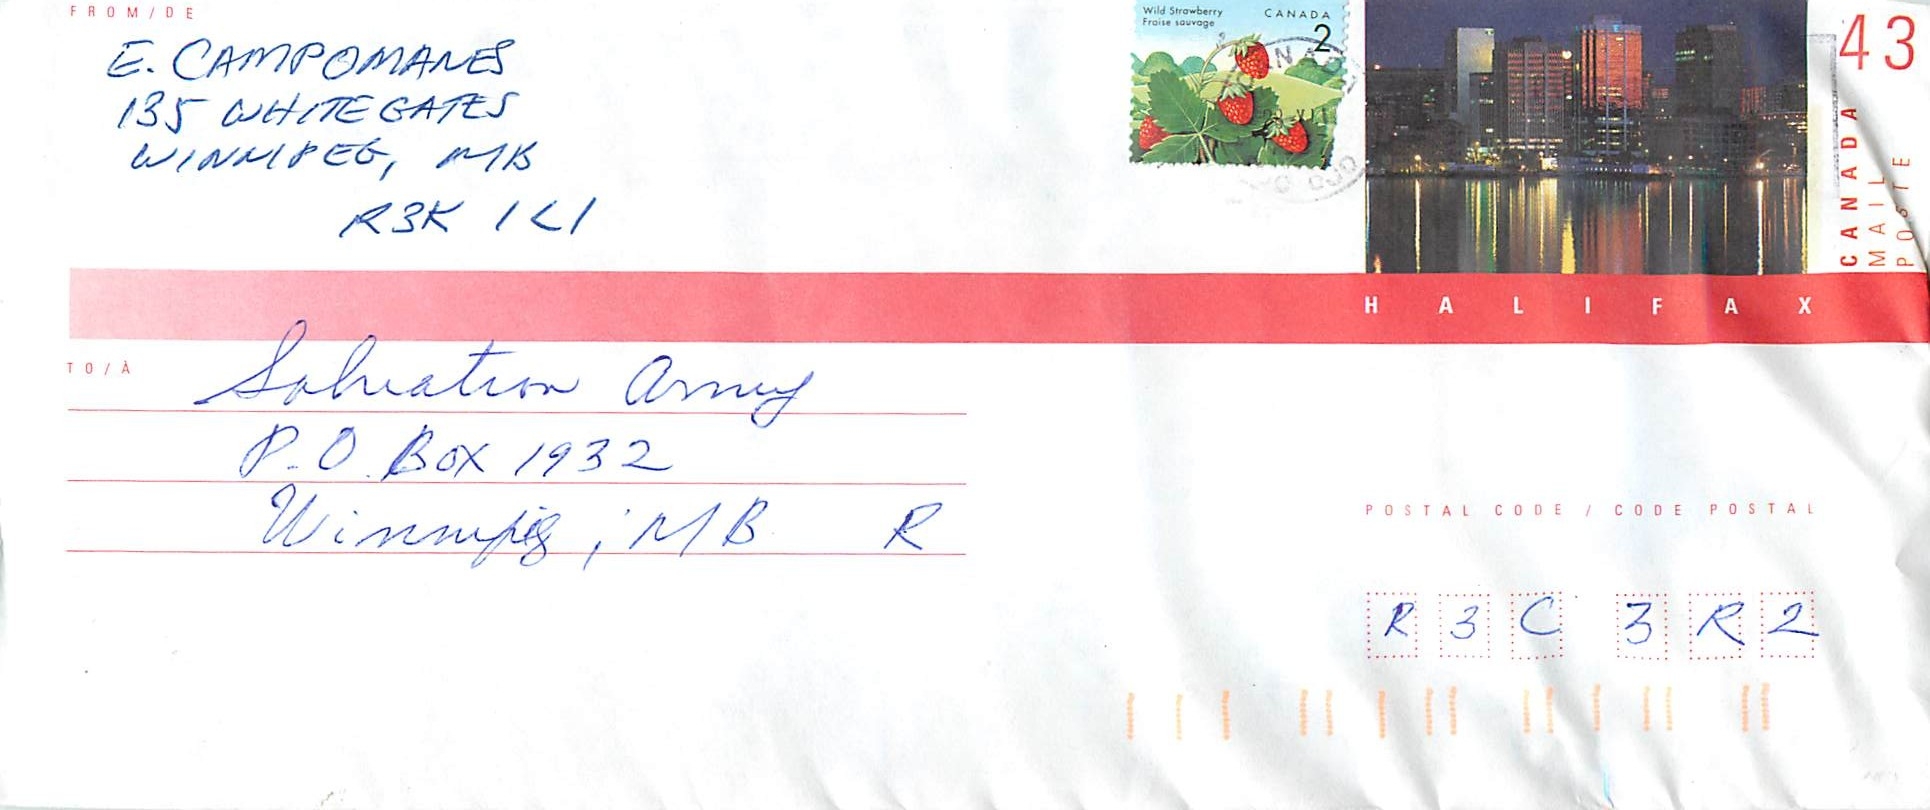 FROM/DE
E. CAMPOMANES
135 WHITEGATES
WINNIPEG, MB
R3K 1L1
Wild Strawberry
Fraise sauvage
CANADA
2
43
CANADA
MAIL
POSTE
HALIFAX
TO/À
Salvation Army
P.O. Box 1932
Winnipeg, MB R
POSTAL CODE / CODE POSTAL
R3C 3R2